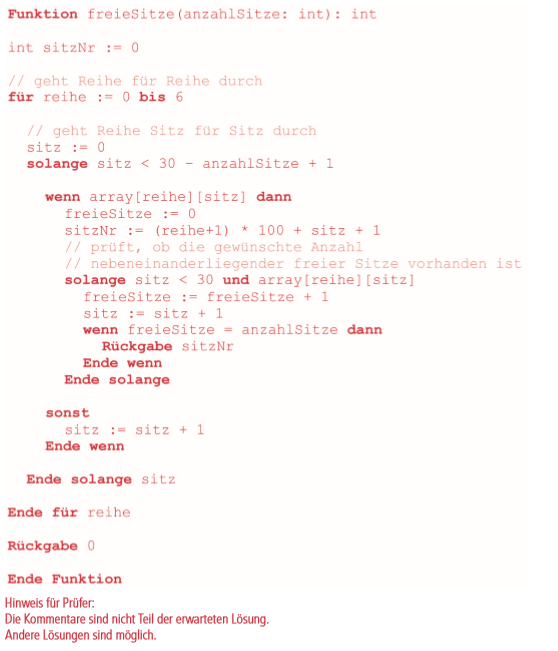 Funktion freieSitze(anzahlSitze: int): int
int sitzNr := 0
// geht Reihe für Reihe durch
für reihe := 0 bis 6
// geht Reihe Sitz für Sitz durch
sitz := 0
solange sitz < 30 - anzahlSitze + 1
wenn array[reihe][sitz] dann
freieSitze := 0
sitzNr := (reihe+1) * 100 + sitz + 1
// prüft, ob die gewünschte Anzahl
// nebeneinanderliegender freier Sitze vorhanden ist
solange sitz < 30 und array[reihe][sitz]
freieSitze := freieSitze + 1
sitz := sitz + 1
wenn freieSitze = anzahlSitze dann
Rückgabe sitzNr
Ende wenn
Ende solange
sonst
sitz := sitz + 1
Ende wenn
Ende solange sitz
Ende für reihe
Rückgabe 0
Ende Funktion
Hinweis für Prüfer:
Die Kommentare sind nicht Teil der erwarteten Lösung.
Andere Lösungen sind möglich.